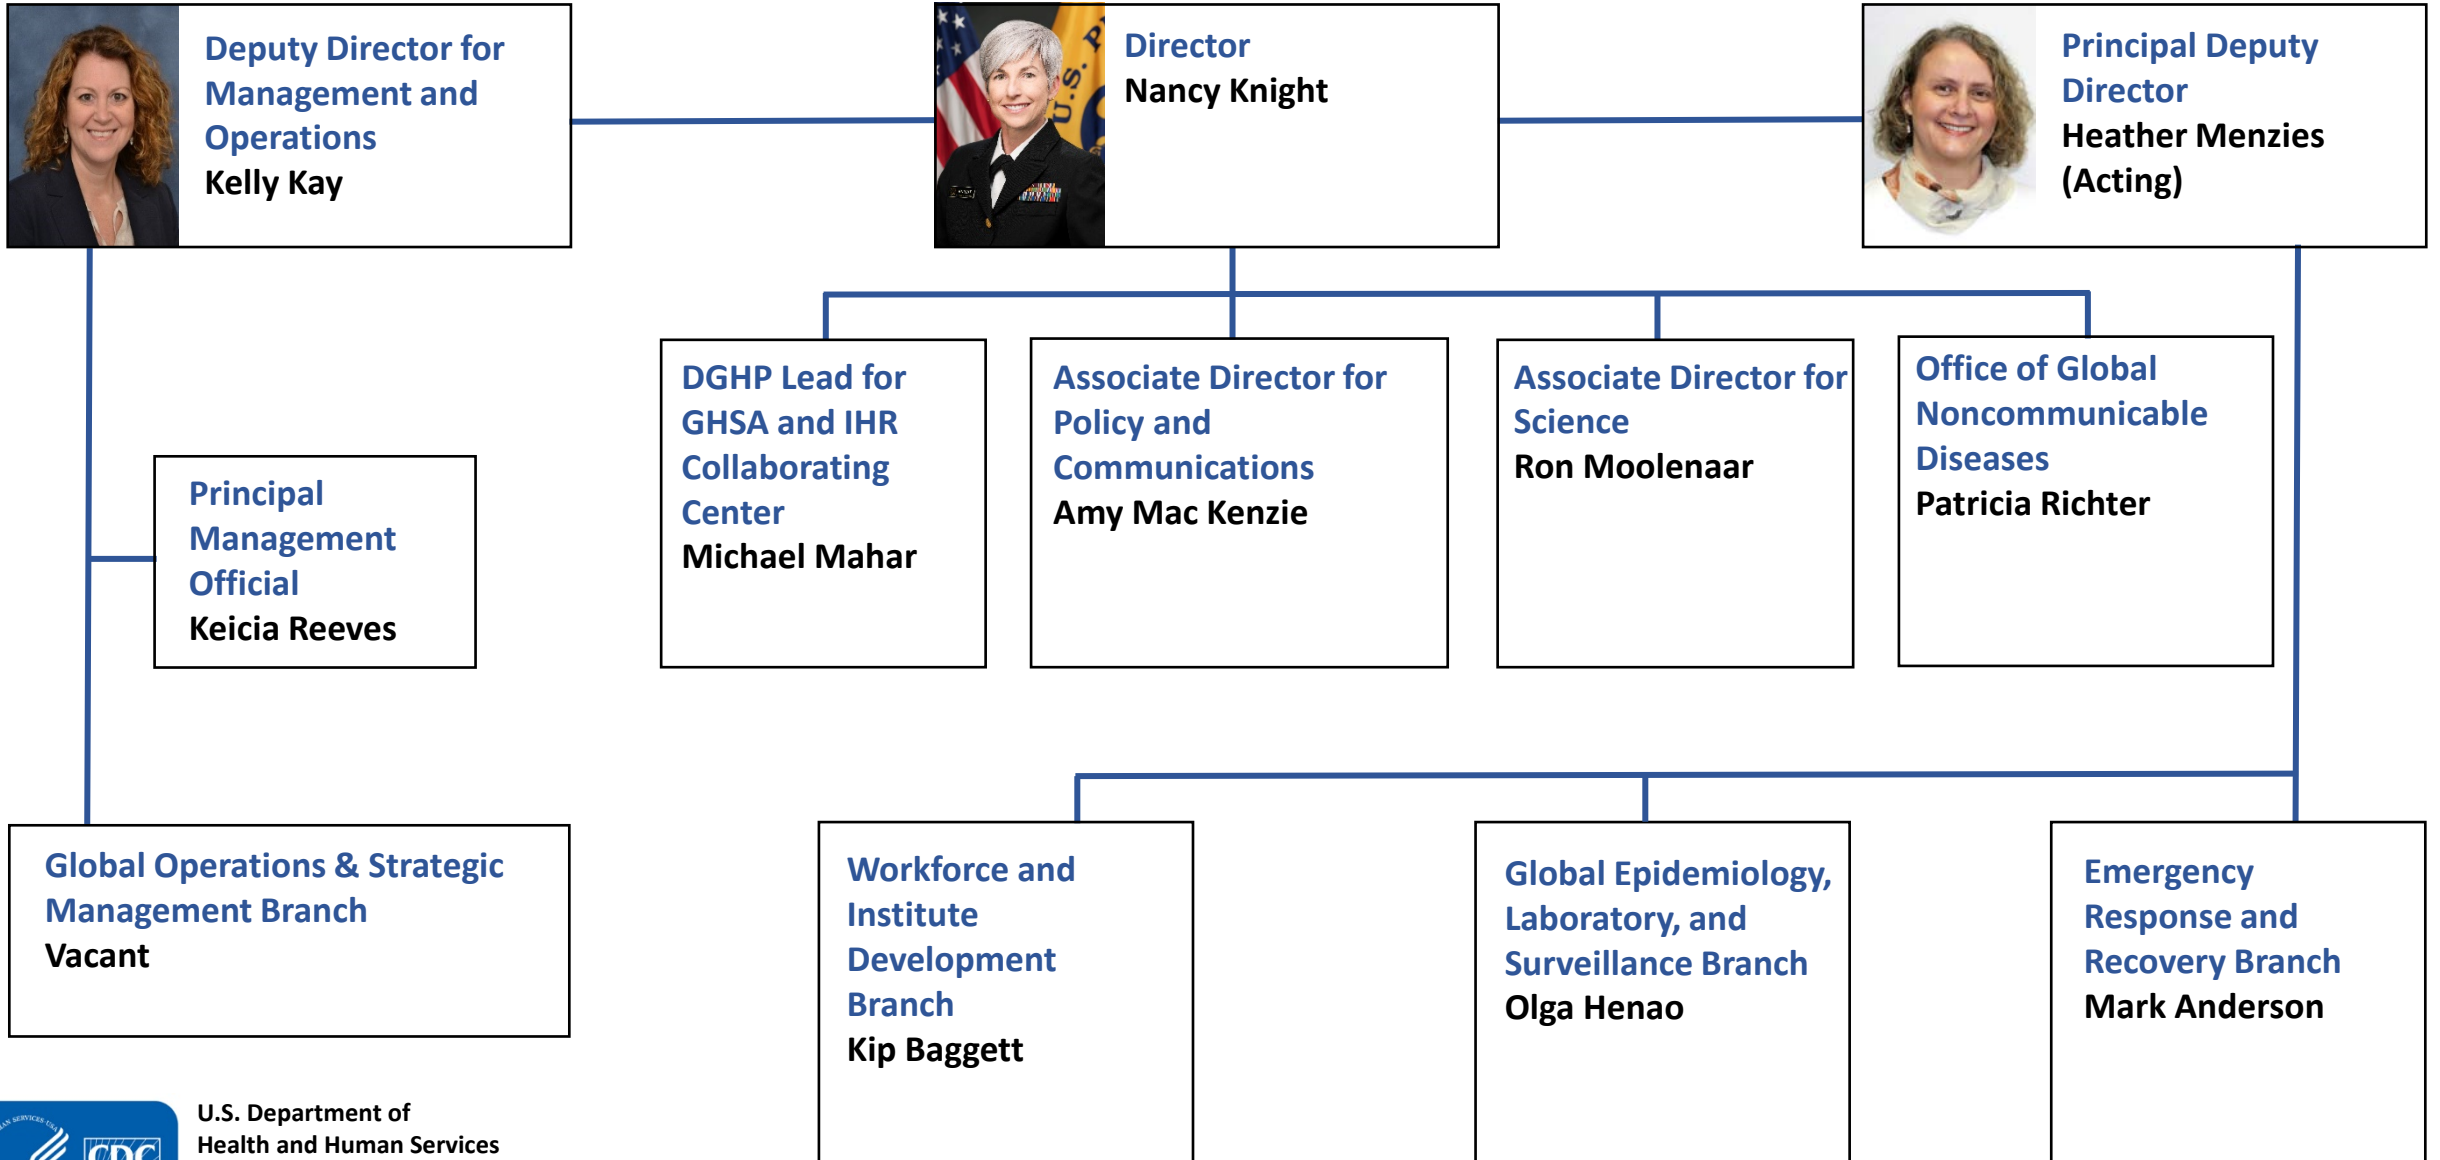 Deputy Director for
Management and
Operations
Kelly Kay
Director
Nancy Knight
Principal Deputy
Director
Heather Menzies
(Acting)
DGHP Lead for
GHSA and IHR
Collaborating
Center
Michael Mahar
Associate Director for
Policy and
Communications
Amy Mac Kenzie
Associate Director for
Science
Ron Moolenaar
Office of Global
Noncommunicable
Diseases
Patricia Richter
Principal
Management
Official
Keicia Reeves
Global Operations & Strategic
Management Branch
Vacant
Workforce and
Institute
Development
Branch
Kip Baggett
Global Epidemiology,
Laboratory, and
Surveillance Branch
Olga Henao
Emergency
Response and
Recovery Branch
Mark Anderson
U.S. Department of
Health and Human Services
CDC